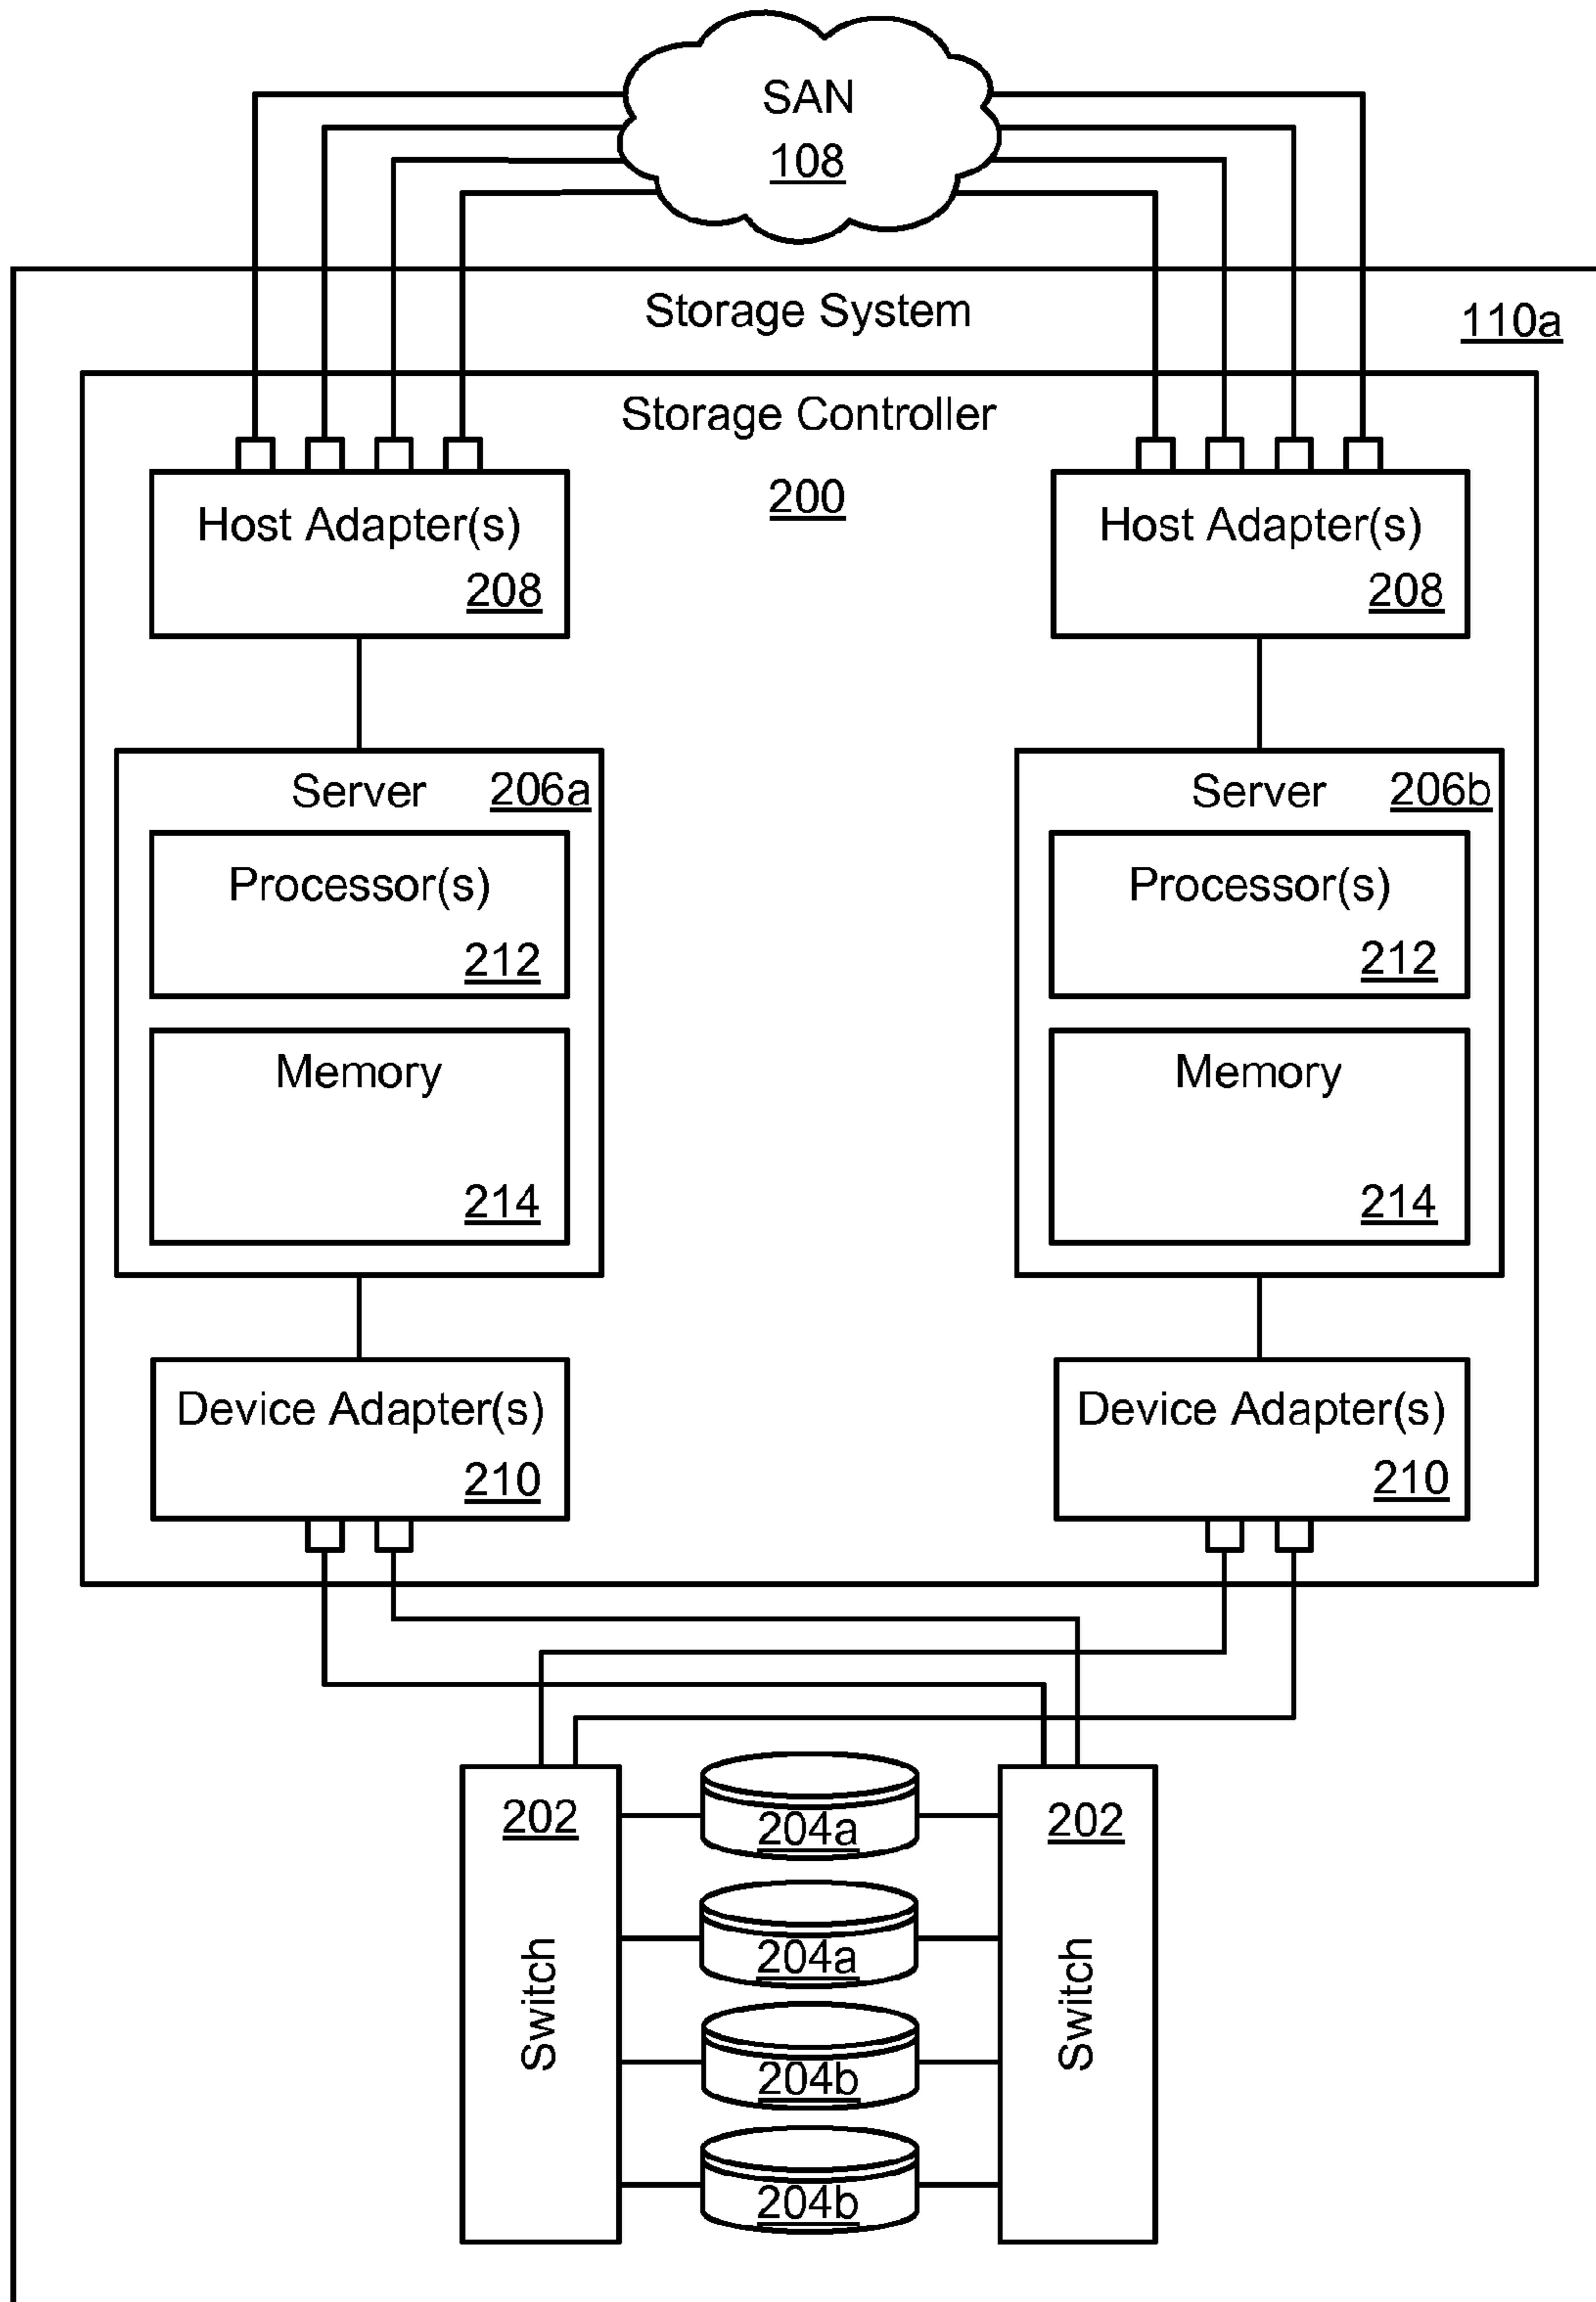 SAN
108
Storage System
110a
Storage Controller
200
Host Adapter(s)
208
Host Adapter(s)
208
Server 206a
Processor(s)
212
Memory
214
Server 206b
Processor(s)
212
Memory
214
Device Adapter(s)
210
Device Adapter(s)
210
202
Switch
204a
204a
204b
204b
202
Switch